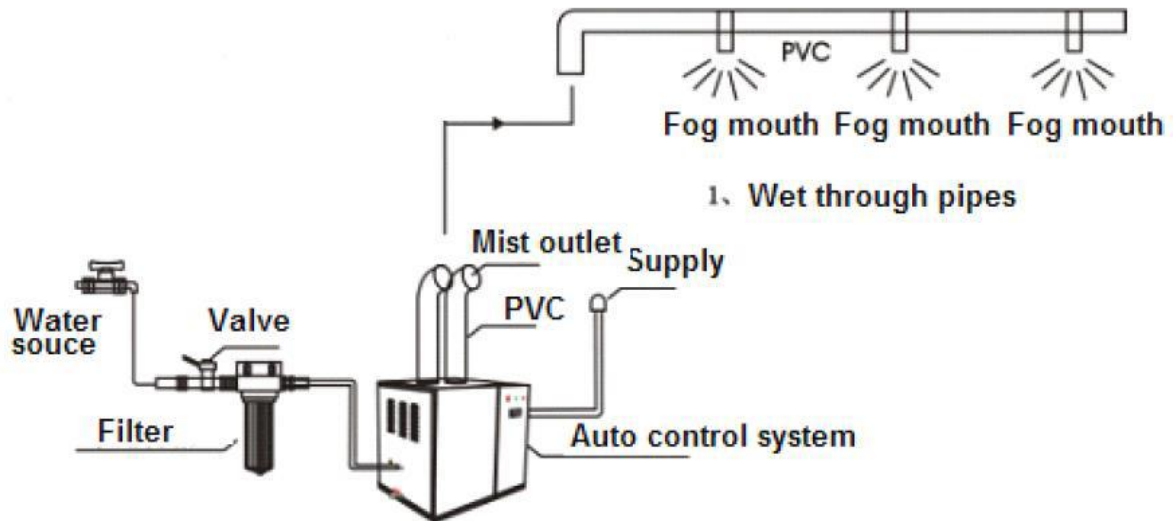 PVC
Fog mouth Fog mouth Fog mouth
1、 Wet through pipes
Mist outlet
Supply
PVC
Water
souce
Valve
Filter
Auto control system